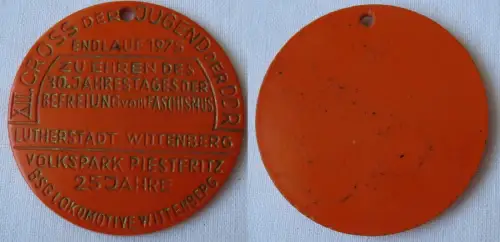 XII. CROSS DER JUGEND DER DDR
ENDLAUF 1975
ZU EHREN DES
30. JAHRESTAGES DER
BEFREIUNG VOM FASCHISMUS
LUTHERSTADT WITTENBERG
VOLKSPARK PIESTERITZ
25 JAHRE
BSG LOKOMOTIVE WITTENBERG